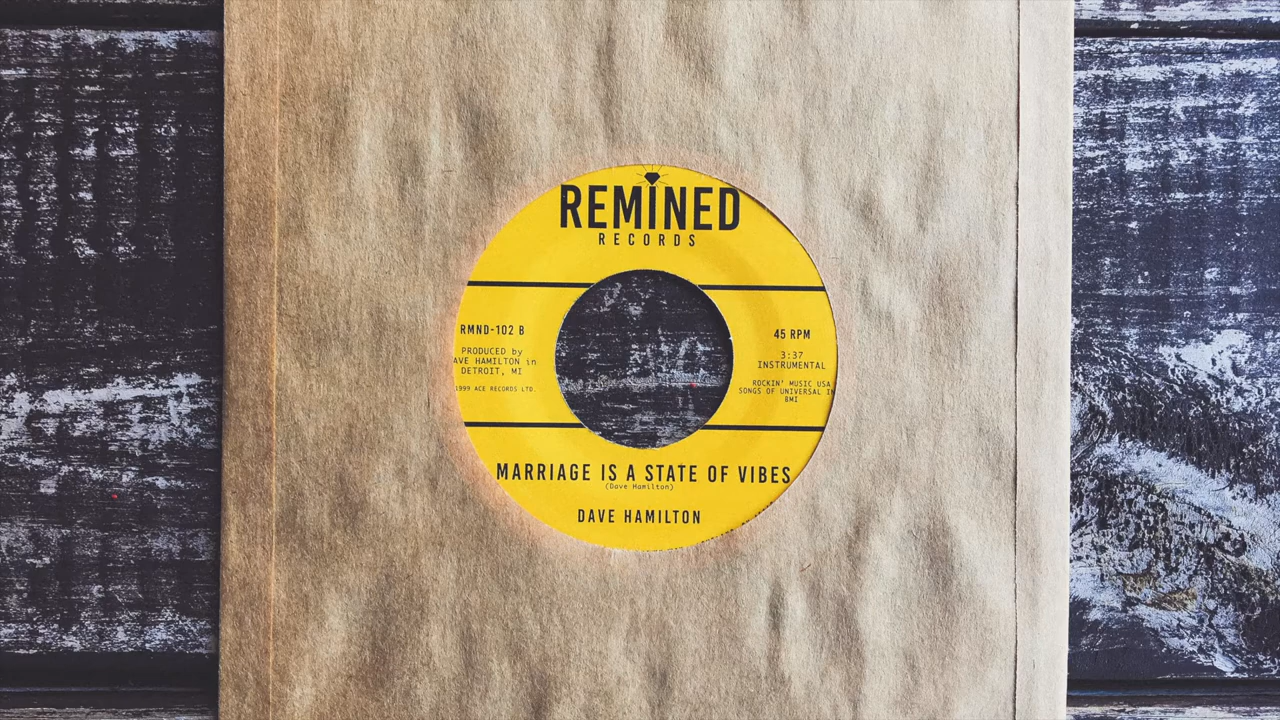 REMINED
RECORDS
RMND-102 B
PRODUCED by
AVE HAMILTON in
DETROIT, MI
1999 ACE RECORDS LTD.
45 RPM
3:37
INSTRUMENTAL
ROCKIN' MUSIC USA
SONGS OF UNIVERSAL IN
BMI
MARRIAGE IS A STATE OF VIBES
(Dave Hamilton)
DAVE HAMILTON